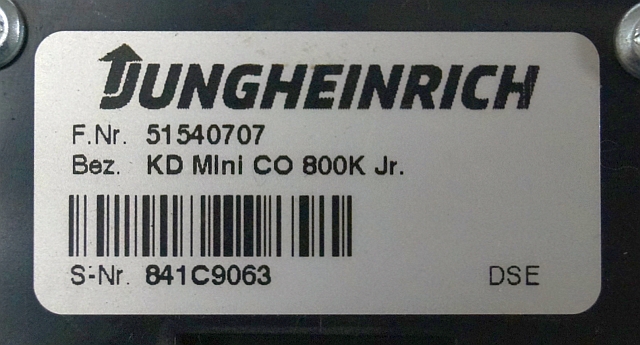 JUNGHEINRICH
F.Nr. 51540707
Bez. KD Mini CO 800K Jr.
S-Nr. 841C9063
DSE